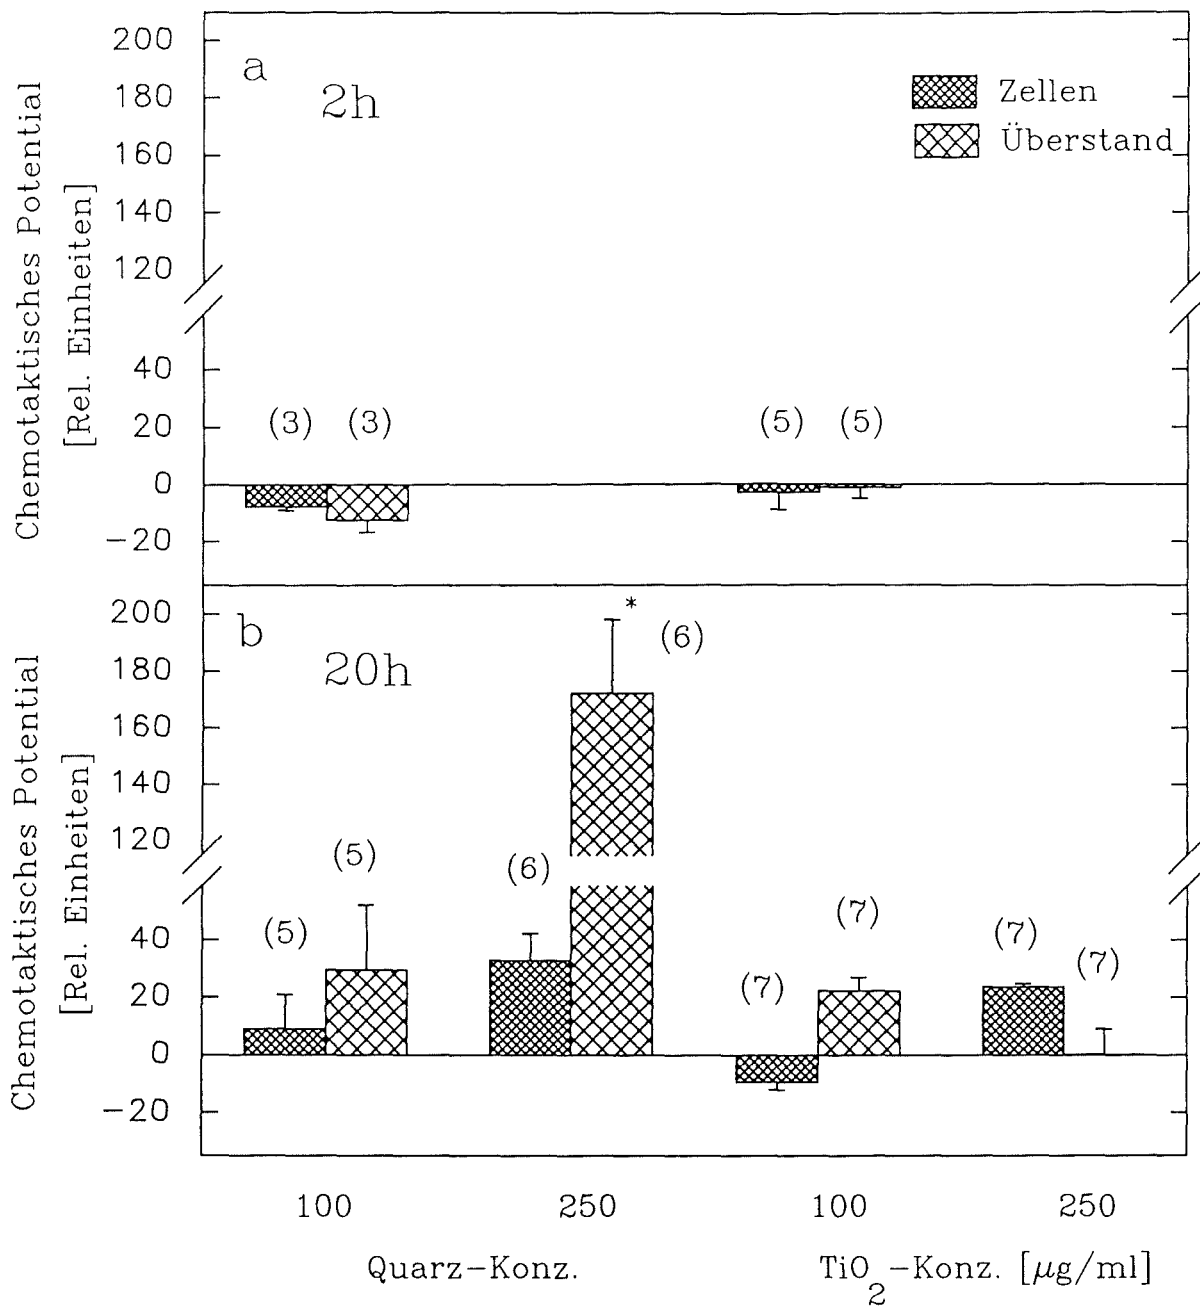 a
2h
Zellen
Überstand
Chemotaktisches Potential
[Rel. Einheiten]
200
180
160
140
120
40
20
0
−20
(3) (3) (5) (5)
b
20h
Chemotaktisches Potential
[Rel. Einheiten]
200
180
160
140
120
40
20
0
−20
*
(6)
(5)
(6)
(5)
(7)
(7)
(7)
(7)
100 250 100 250
Quarz−Konz. TiO2−Konz. [µg/ml]